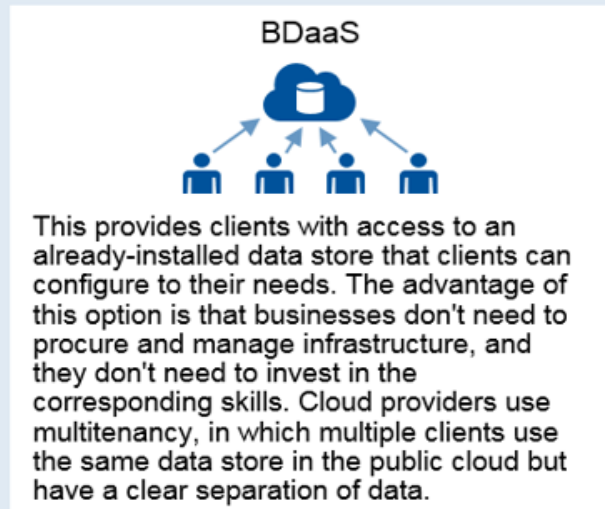 BDaaS
This provides clients with access to an
already-installed data store that clients can
configure to their needs. The advantage of
this option is that businesses don't need to
procure and manage infrastructure, and
they don't need to invest in the
corresponding skills. Cloud providers use
multitenancy, in which multiple clients use
the same data store in the public cloud but
have a clear separation of data.